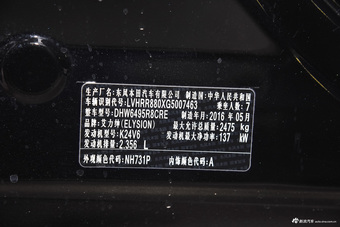 生产厂名:东风本田汽车有限公司 制造国:中华人民共和国
车辆识别代号:LVHRR880XG5007463 乘坐人数:7
整车型号:DHW6495R8CRE 制造年月:2016 年 05月
品牌:艾力绅(ELYSION) 最大允许总质量:2475 kg
发动机型号:K24V6 发动机最大净功率:137 kW
发动机排量:2.356 L
外观颜色代码:NH731P 内饰颜色代码:A